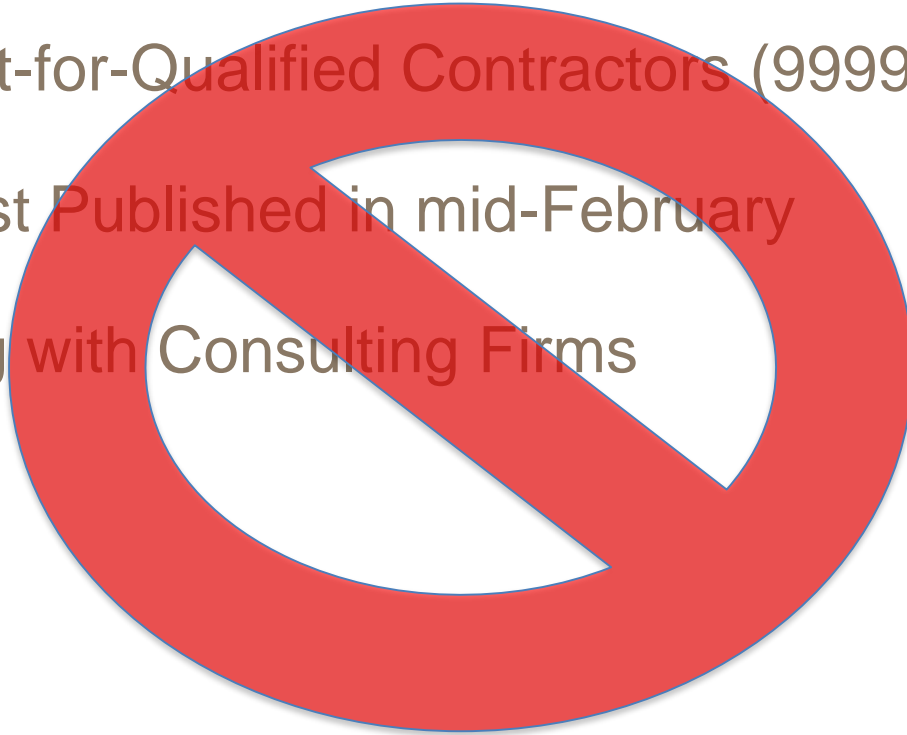 t-for-Qualified Contractors (9999
st Published in mid-February
g with Consulting Firms